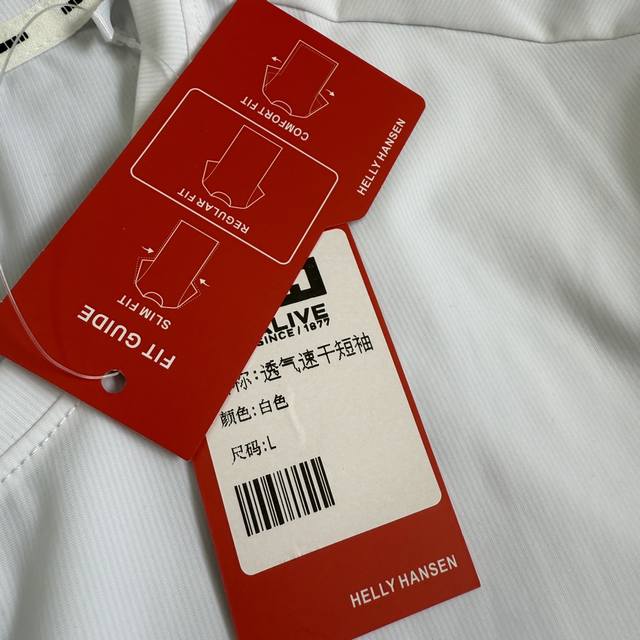 FIT GUIDE
SLIM FIT
REGULAR FIT
COMFORT FIT
HELLY HANSEN
ALIVE
SINCE / 1877
称:透气速干短袖
颜色:白色
尺码:L
HELLY HANSEN